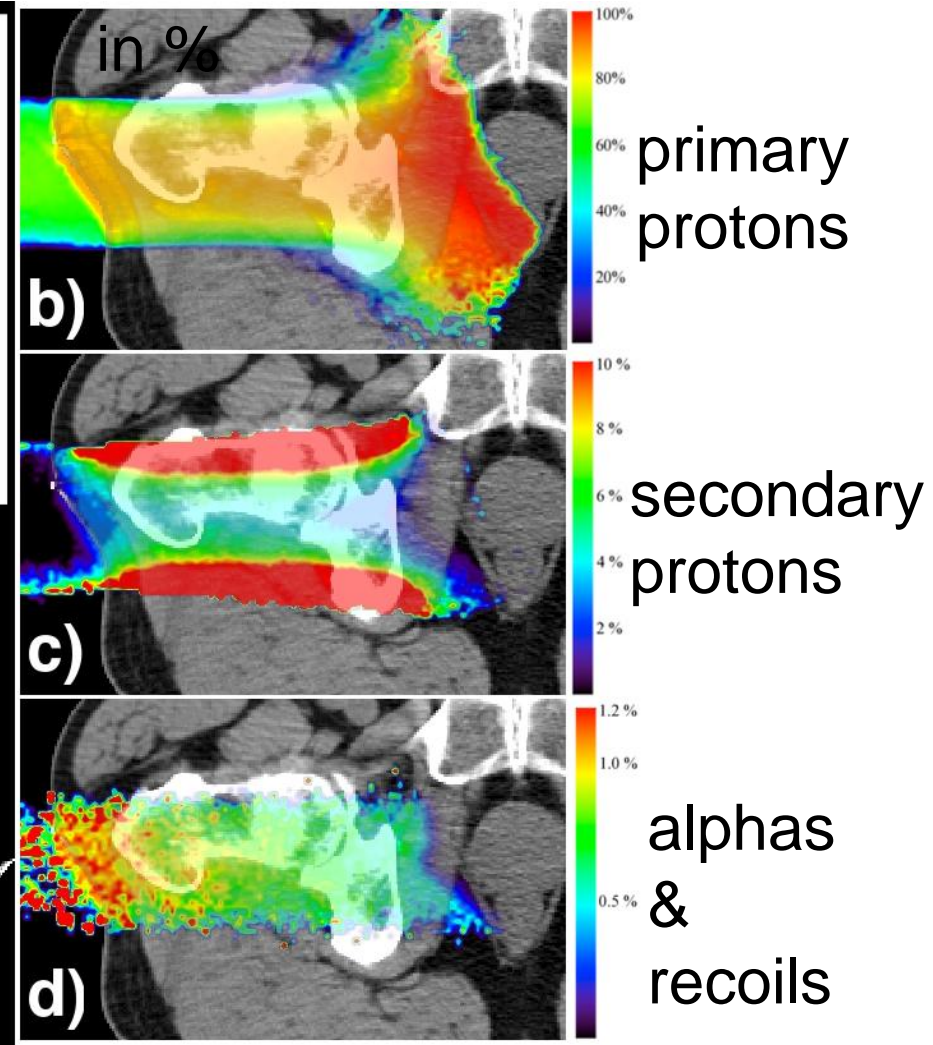 in %
b)
100%
80%
60%
40%
20%
primary
protons
c)
10 %
8 %
6 %
4 %
2 %
secondary
protons
d)
1.2 %
1.0 %
0.5 %
alphas
&
recoils